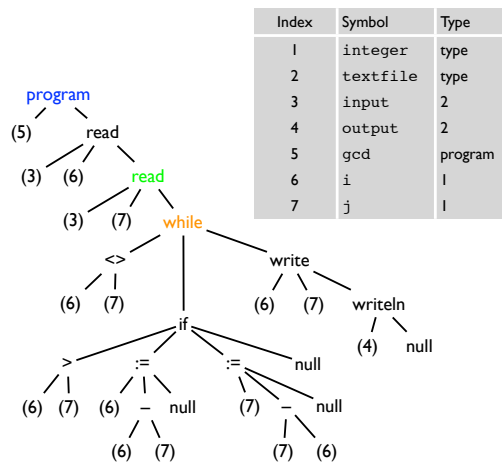 Index Symbol Type
1 integer type
2 textfile type
3 input 2
4 output 2
5 gcd program
6 i 1
7 j 1
program
(5) read
(3) (6) read
(3) (7) while
<> write
(6) (7) (6) (7) writeln
if (4) null
> := := null
(6) (7) (6) null (7) null
– –
(6) (7) (7) (6)